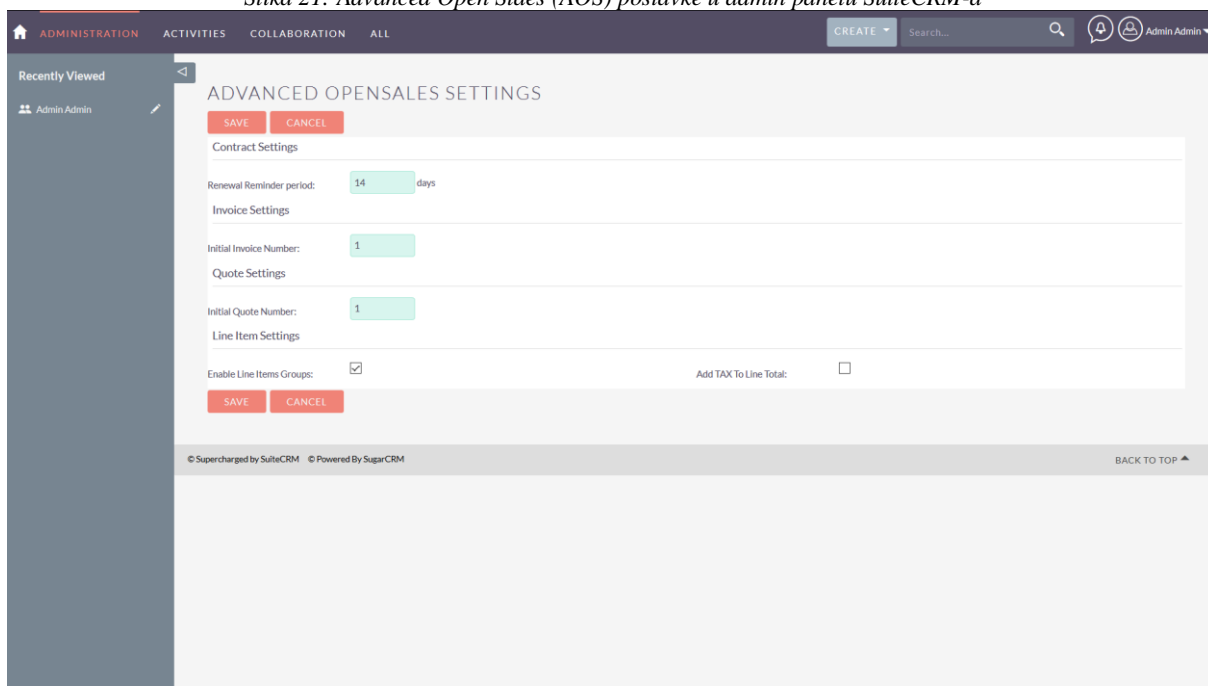 Slika 21: Advanced Open Sales (AOS) postavke u admin panelu SuiteCRM-a
ADMINISTRATION ACTIVITIES COLLABORATION ALL CREATE Search... Admin Admin
Recently Viewed
Admin Admin
ADVANCED OPENSALES SETTINGS
SAVE CANCEL
Contract Settings
Renewal Reminder period: 14 days
Invoice Settings
Initial Invoice Number: 1
Quote Settings
Initial Quote Number: 1
Line Item Settings
Enable Line Items Groups: Add TAX To Line Total:
SAVE CANCEL
© Supercharged by SuiteCRM © Powered By SugarCRM BACK TO TOP